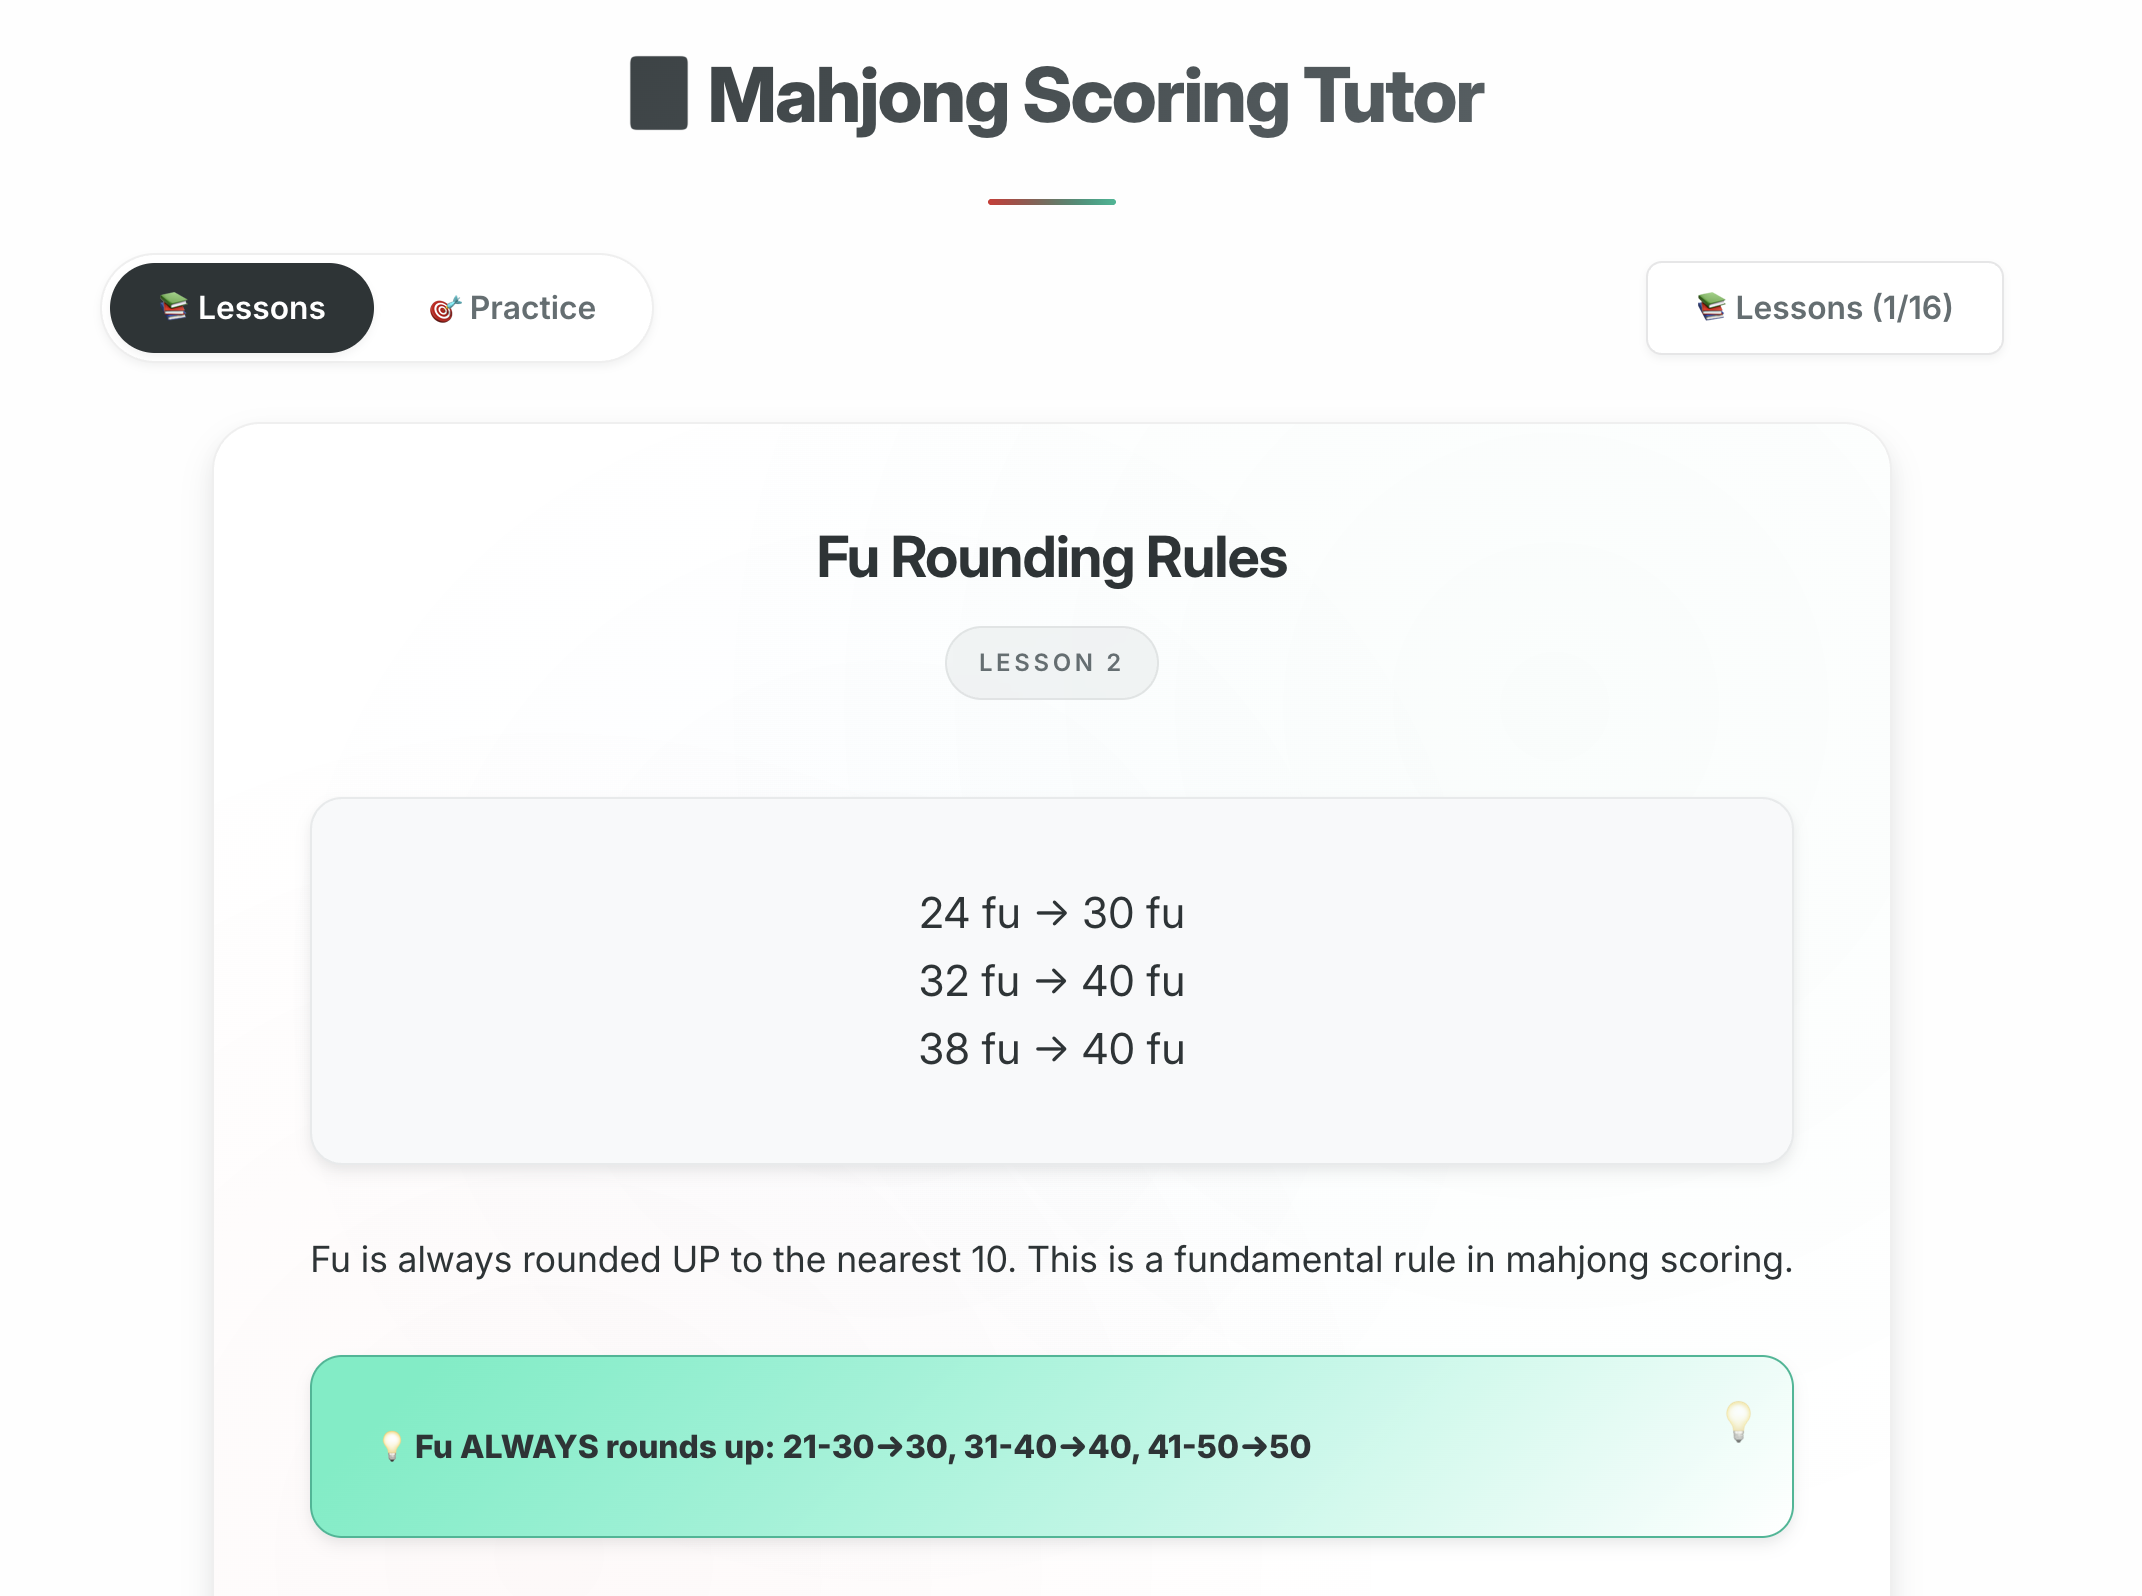 Mahjong Scoring Tutor
📚 Lessons
🎯 Practice
📚 Lessons (1/16)
Fu Rounding Rules
LESSON 2
24 fu → 30 fu
32 fu → 40 fu
38 fu → 40 fu
Fu is always rounded UP to the nearest 10. This is a fundamental rule in mahjong scoring.
💡 Fu ALWAYS rounds up: 21-30→30, 31-40→40, 41-50→50